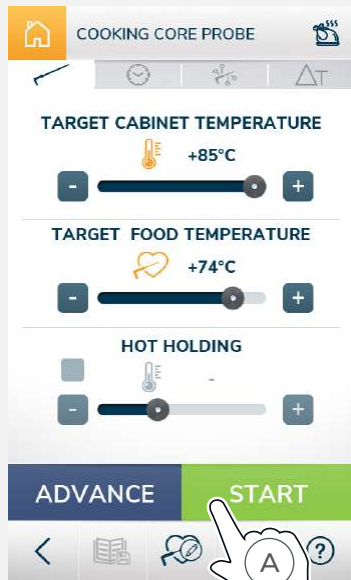 COOKING CORE PROBE
ΔT
TARGET CABINET TEMPERATURE
+85°C
- +
TARGET FOOD TEMPERATURE
+74°C
- +
HOT HOLDING
-
- +
ADVANCE START
A ?